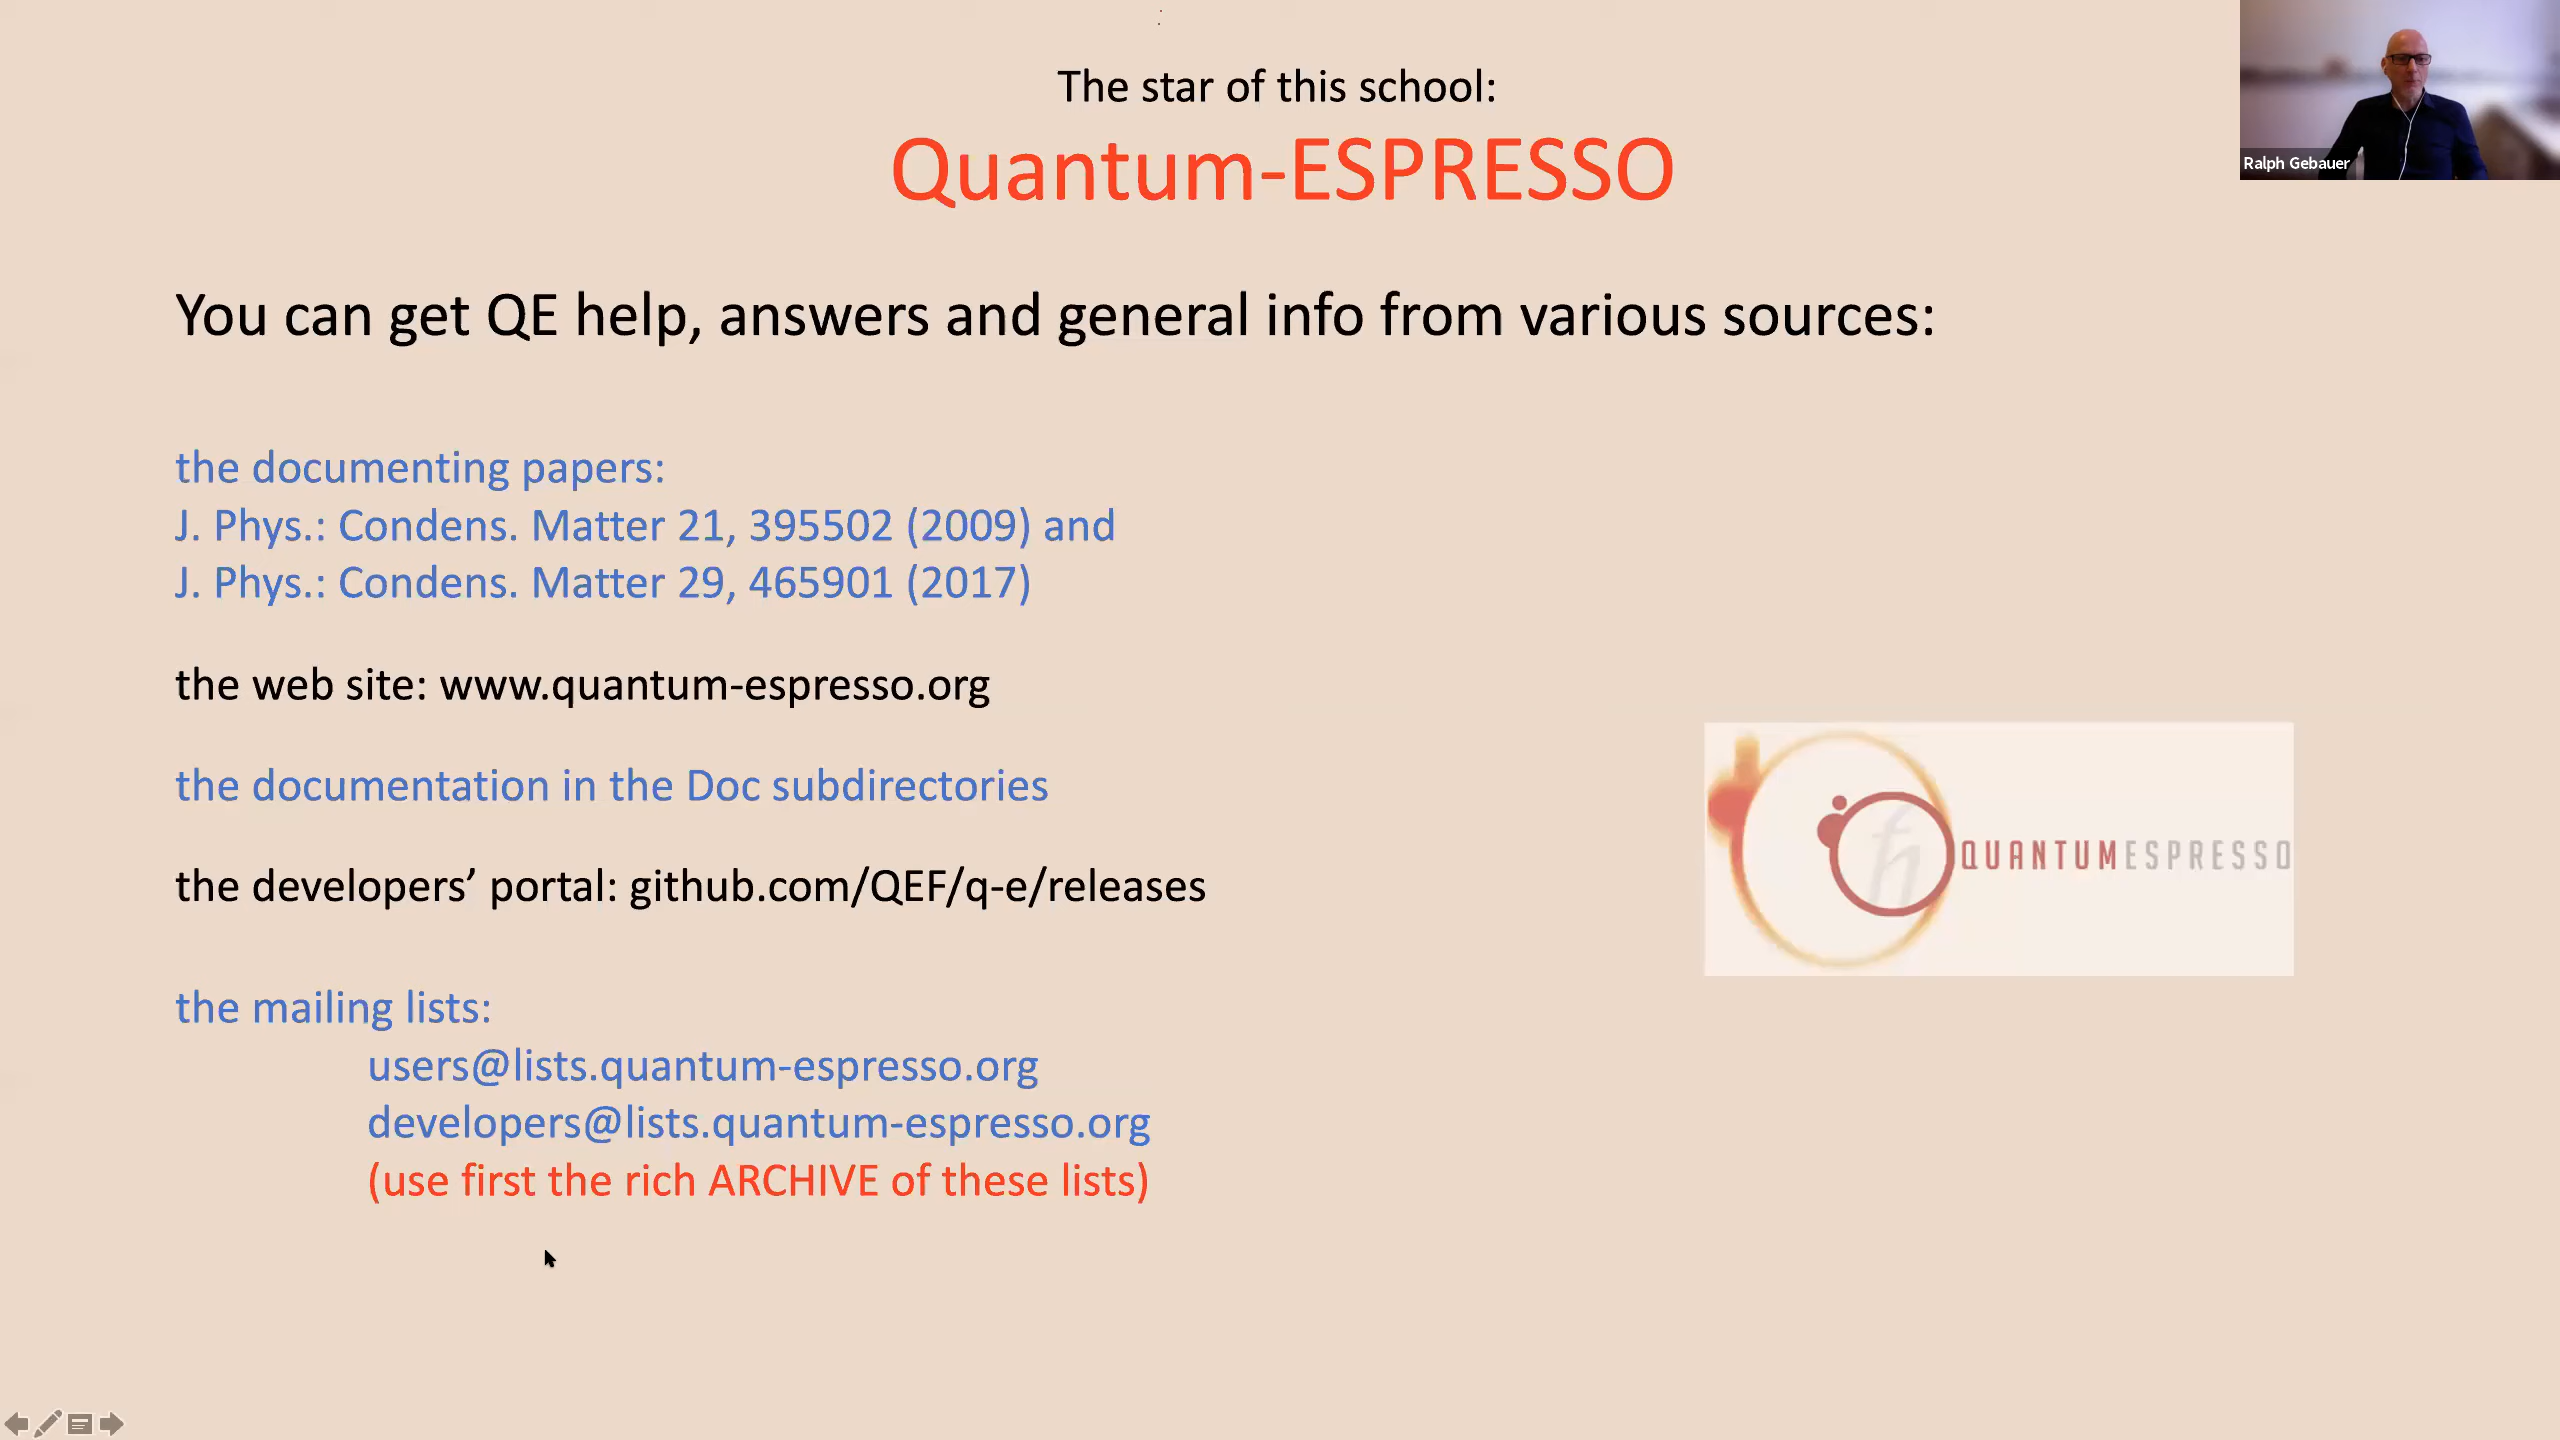 The star of this school:
Quantum-ESPRESSO
Ralph Gebauer
You can get QE help, answers and general info from various sources:
the documenting papers:
J. Phys.: Condens. Matter 21, 395502 (2009) and
J. Phys.: Condens. Matter 29, 465901 (2017)
the web site: www.quantum-espresso.org
the documentation in the Doc subdirectories
ħ
QUANTUMESPRESSO
the developers’ portal: github.com/QEF/q-e/releases
the mailing lists:
users@lists.quantum-espresso.org
developers@lists.quantum-espresso.org
(use first the rich ARCHIVE of these lists)